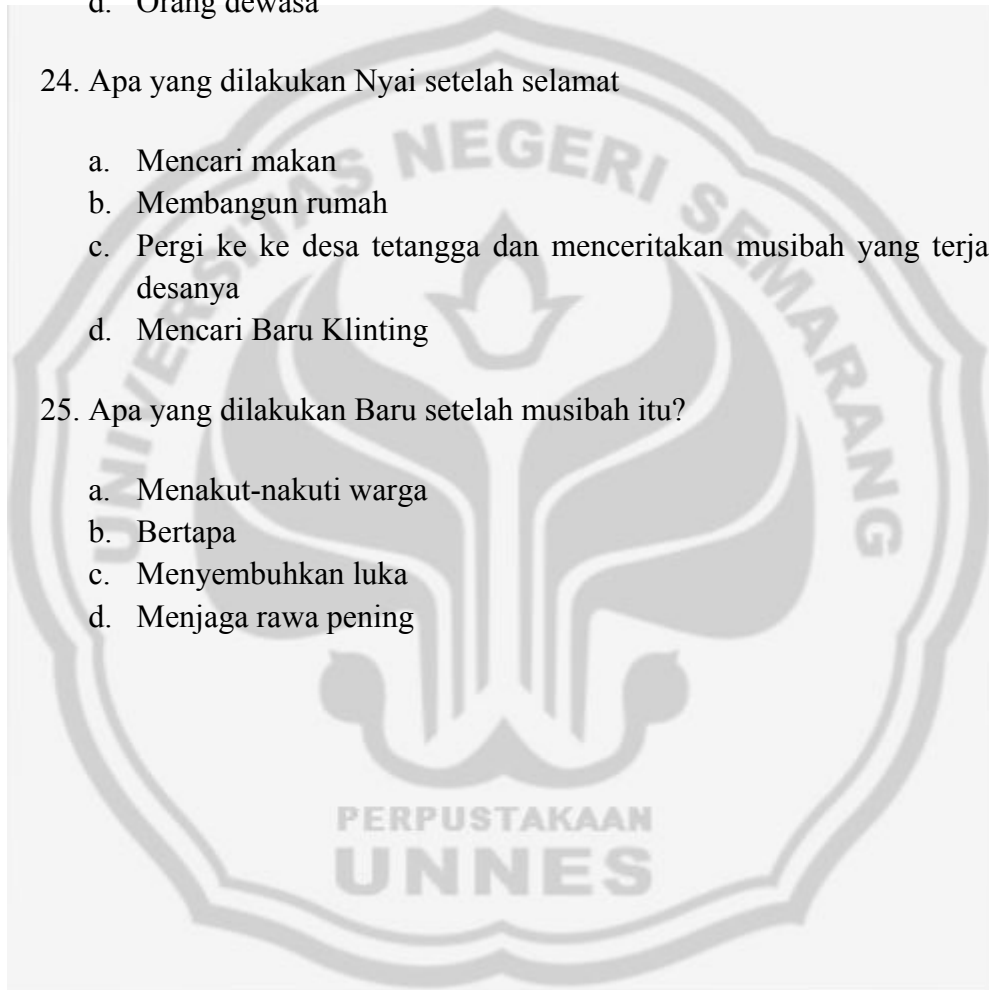 d. Orang dewasa
24. Apa yang dilakukan Nyai setelah selamat
a. Mencari makan
b. Membangun rumah
c. Pergi ke ke desa tetangga dan menceritakan musibah yang terja
desanya
d. Mencari Baru Klinting
25. Apa yang dilakukan Baru setelah musibah itu?
a. Menakut-nakuti warga
b. Bertapa
c. Menyembuhkan luka
d. Menjaga rawa pening
UNIVERSITAS NEGERI SEMARANG
PERPUSTAKAAN
UNNES